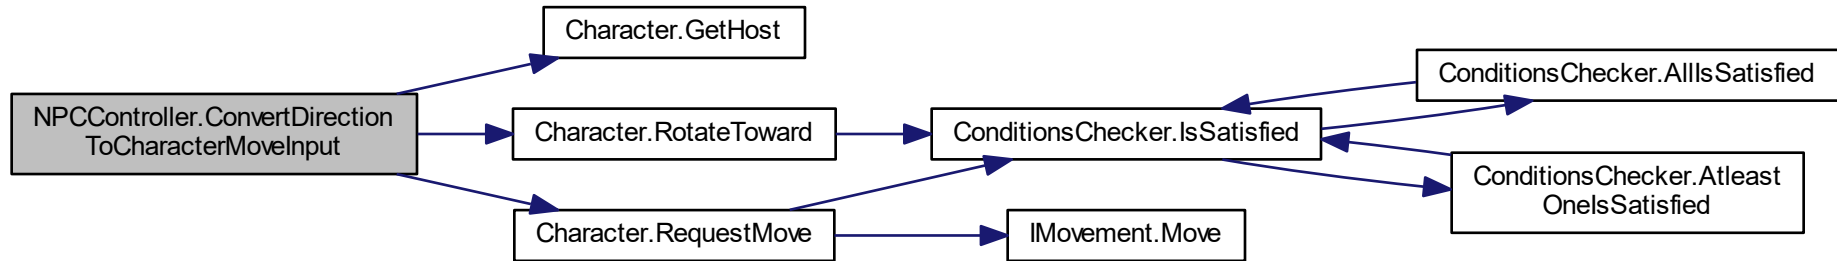 Character.GetHost
NPCController.ConvertDirection
ToCharacterMoveInput
Character.RotateToward
Character.RequestMove
ConditionsChecker.IsSatisfied
IMovement.Move
ConditionsChecker.AllIsSatisfied
ConditionsChecker.Atleast
OneIsSatisfied